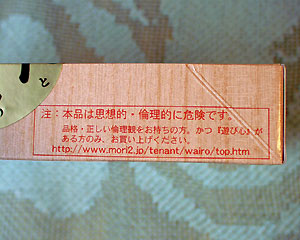 と
注：本品は思想的・倫理的に危険です。
品格・正しい倫理観をお持ちの方。かつ『遊び心』が
ある方のみ、お買い上げください。
http://www.mori2.jp/tenant/wairo/top.htm